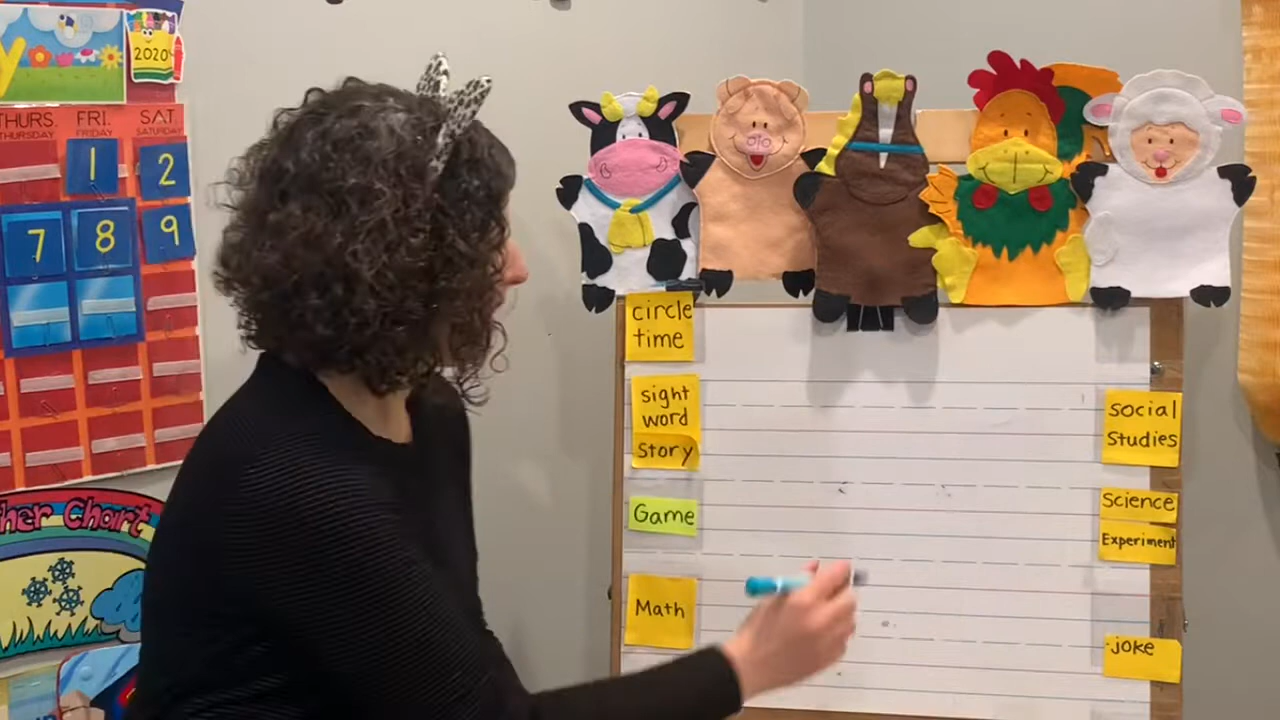 y
2020
THURS.
FRI.
SAT.
THURSDAY
FRIDAY
SATURDAY
1
2
7
8
9
ther Chart
circle
time
sight
word
Story
Game
Math
social
studies
Science
Experiment
joke